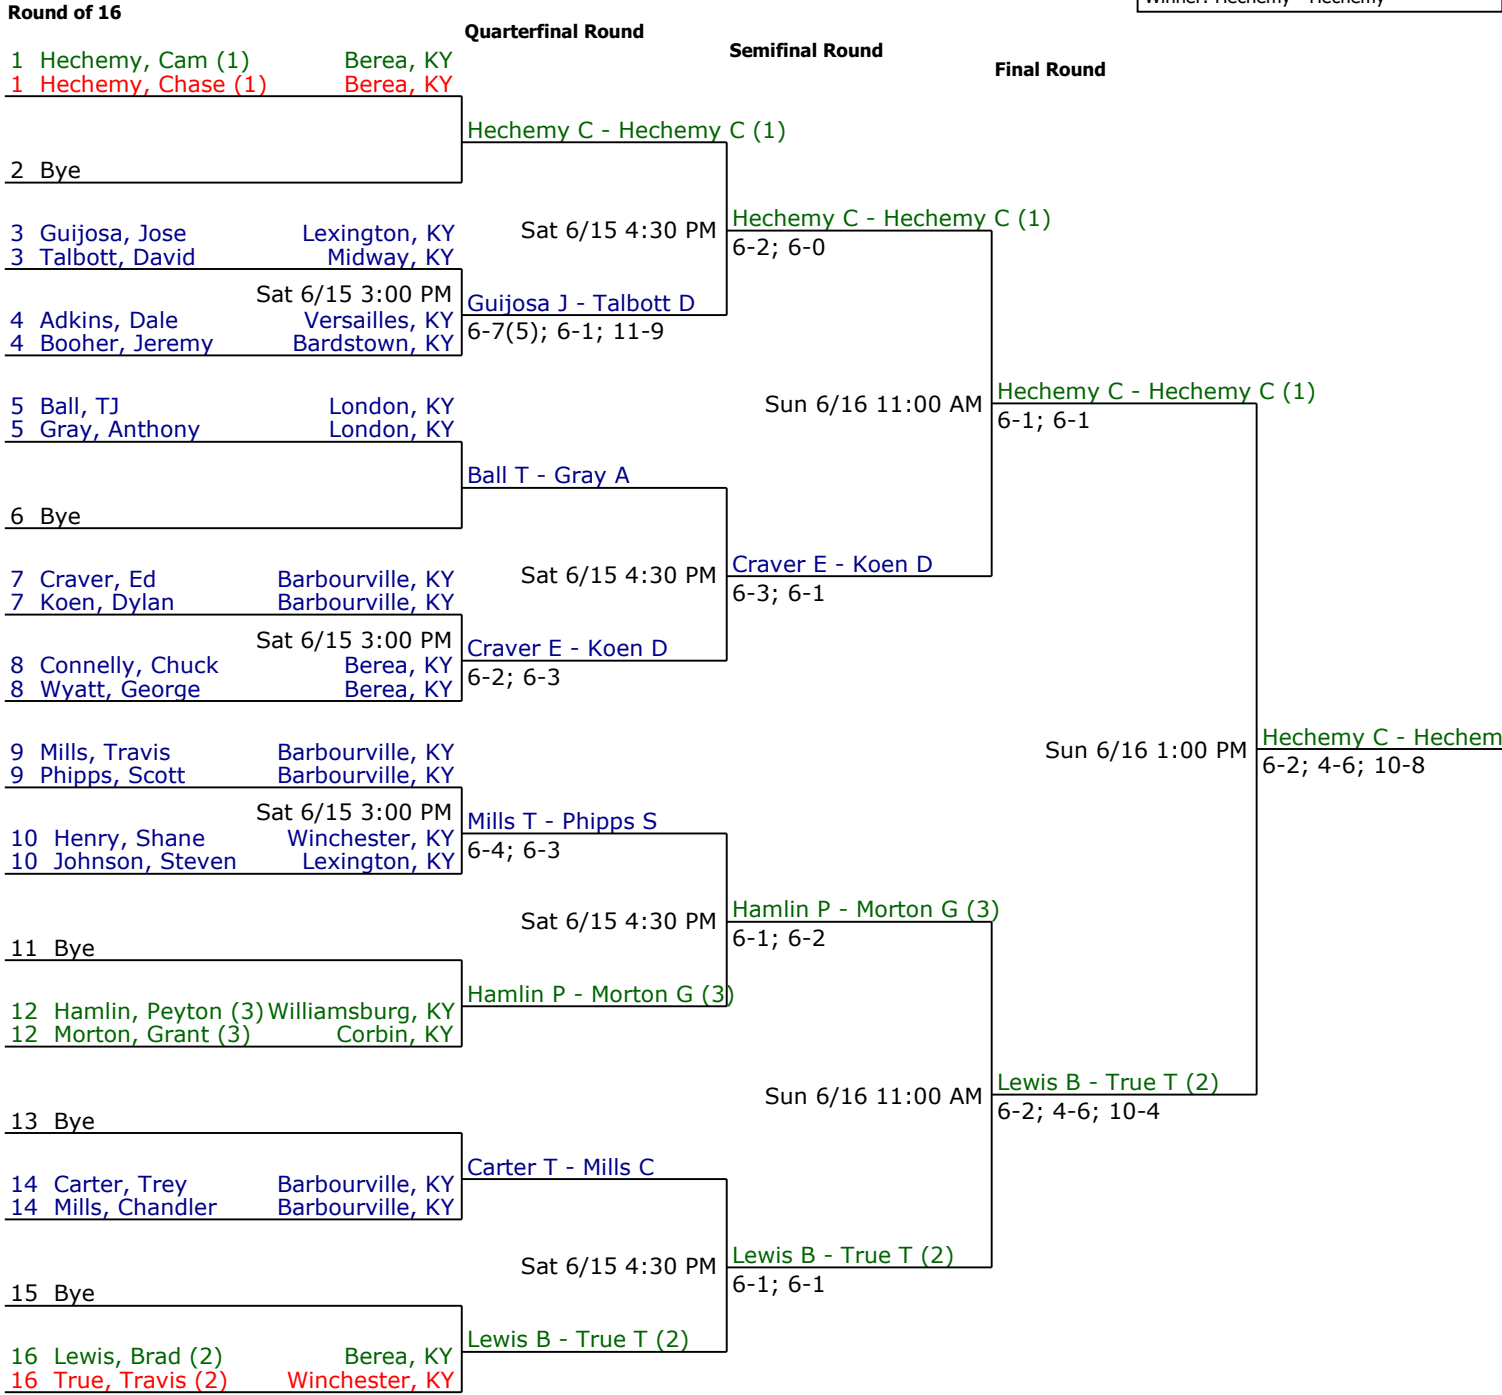 Winner: Hechemy - Hechemy
Round of 16
Quarterfinal Round
Semifinal Round
Final Round
1 Hechemy, Cam (1) Berea, KY
1 Hechemy, Chase (1) Berea, KY
Hechemy C - Hechemy C (1)
2 Bye
Sat 6/15 4:30 PM
Hechemy C - Hechemy C (1)
6-2; 6-0
3 Guijosa, Jose Lexington, KY
3 Talbott, David Midway, KY
Sat 6/15 3:00 PM
Guijosa J - Talbott D
6-7(5); 6-1; 11-9
4 Adkins, Dale Versailles, KY
4 Booher, Jeremy Bardstown, KY
Sun 6/16 11:00 AM
Hechemy C - Hechemy C (1)
6-1; 6-1
5 Ball, TJ London, KY
5 Gray, Anthony London, KY
Ball T - Gray A
6 Bye
Sat 6/15 4:30 PM
Craver E - Koen D
6-3; 6-1
7 Craver, Ed Barbourville, KY
7 Koen, Dylan Barbourville, KY
Sat 6/15 3:00 PM
Craver E - Koen D
6-2; 6-3
8 Connelly, Chuck Berea, KY
8 Wyatt, George Berea, KY
Sun 6/16 1:00 PM
Hechemy C - Hechem
6-2; 4-6; 10-8
9 Mills, Travis Barbourville, KY
9 Phipps, Scott Barbourville, KY
Sat 6/15 3:00 PM
Mills T - Phipps S
6-4; 6-3
10 Henry, Shane Winchester, KY
10 Johnson, Steven Lexington, KY
Sat 6/15 4:30 PM
Hamlin P - Morton G (3)
6-1; 6-2
11 Bye
Hamlin P - Morton G (3)
12 Hamlin, Peyton (3) Williamsburg, KY
12 Morton, Grant (3) Corbin, KY
Sun 6/16 11:00 AM
Lewis B - True T (2)
6-2; 4-6; 10-4
13 Bye
Carter T - Mills C
14 Carter, Trey Barbourville, KY
14 Mills, Chandler Barbourville, KY
Sat 6/15 4:30 PM
Lewis B - True T (2)
6-1; 6-1
15 Bye
Lewis B - True T (2)
16 Lewis, Brad (2) Berea, KY
16 True, Travis (2) Winchester, KY